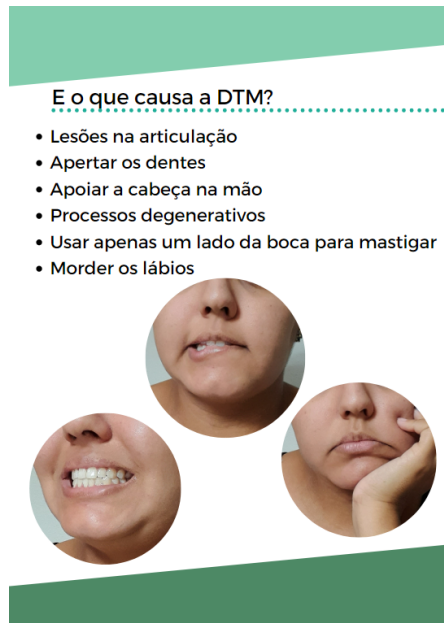 E o que causa a DTM?
• Lesões na articulação
• Apertar os dentes
• Apoiar a cabeça na mão
• Processos degenerativos
• Usar apenas um lado da boca para mastigar
• Morder os lábios